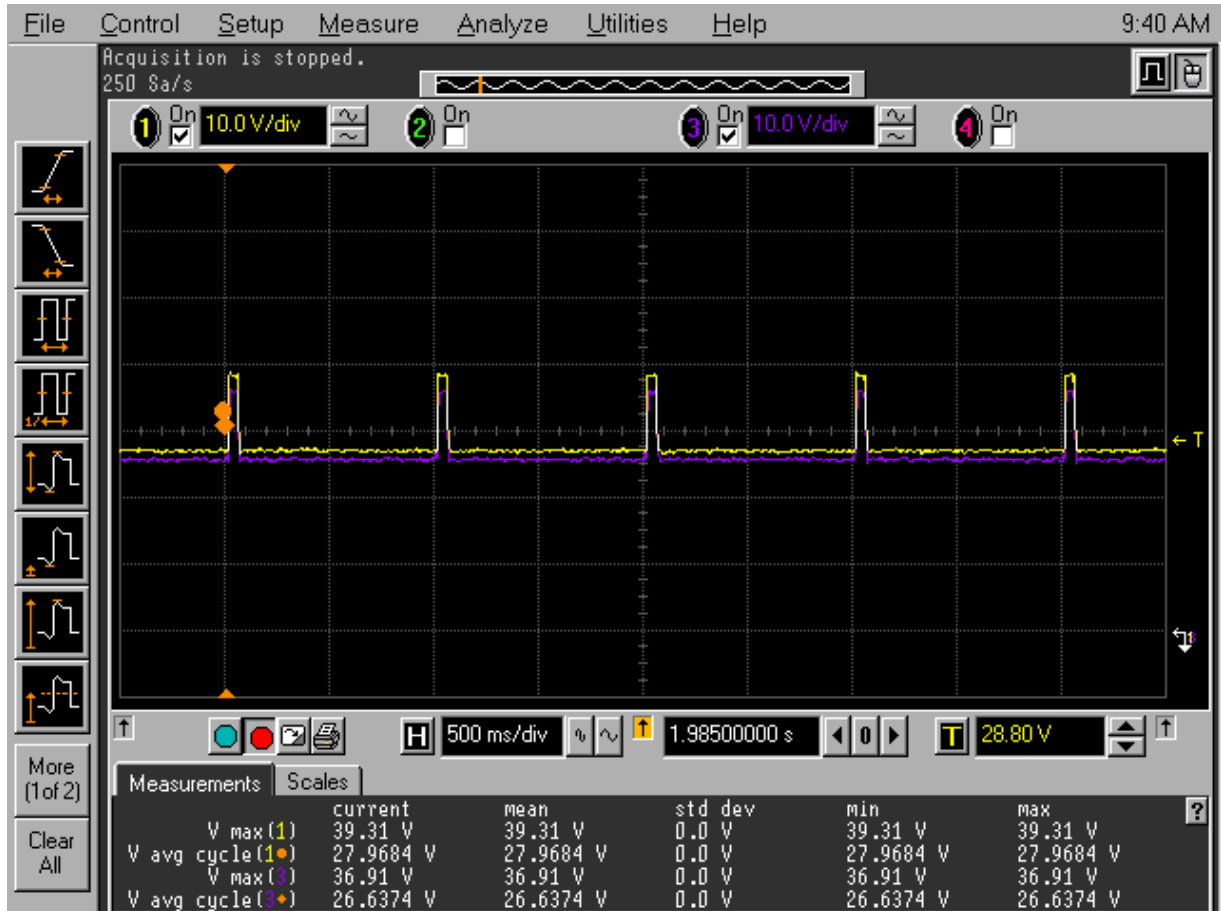 File Control Setup Measure Analyze Utilities Help 9:40 AM
Acquisition is stopped.
250 Sa/s
1 On 10.0 V/div 2 On 3 On 10.0 V/div 4 On
T
H 500 ms/div 1.98500000 s 0 T 28.80 V
More
(1of 2)
Clear
All
Measurements Scales
current mean std dev min max ?
V max(1) 39.31 V 39.31 V 0.0 V 39.31 V 39.31 V
V avg cycle(1●) 27.9684 V 27.9684 V 0.0 V 27.9684 V 27.9684 V
V max(3) 36.91 V 36.91 V 0.0 V 36.91 V 36.91 V
V avg cycle(3◆) 26.6374 V 26.6374 V 0.0 V 26.6374 V 26.6374 V